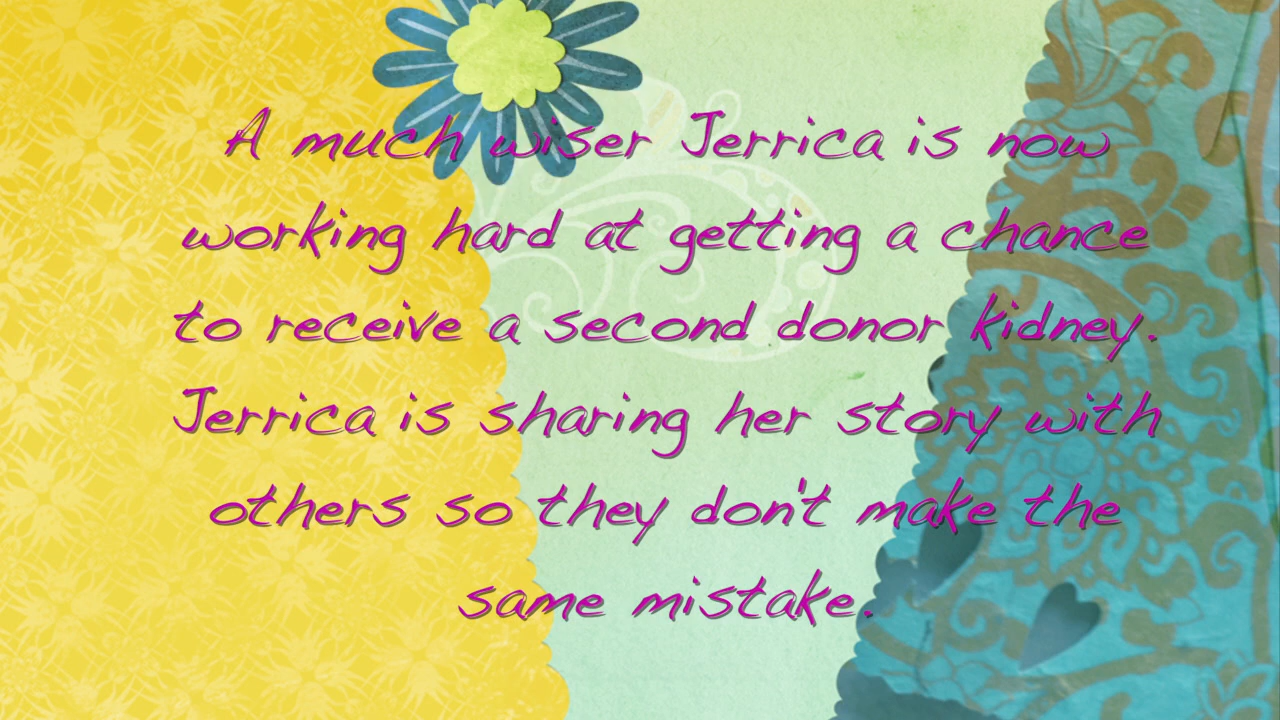 A much wiser Jerrica is now
working hard at getting a chance
to receive a second donor kidney.
Jerrica is sharing her story with
others so they don't make the
same mistake.